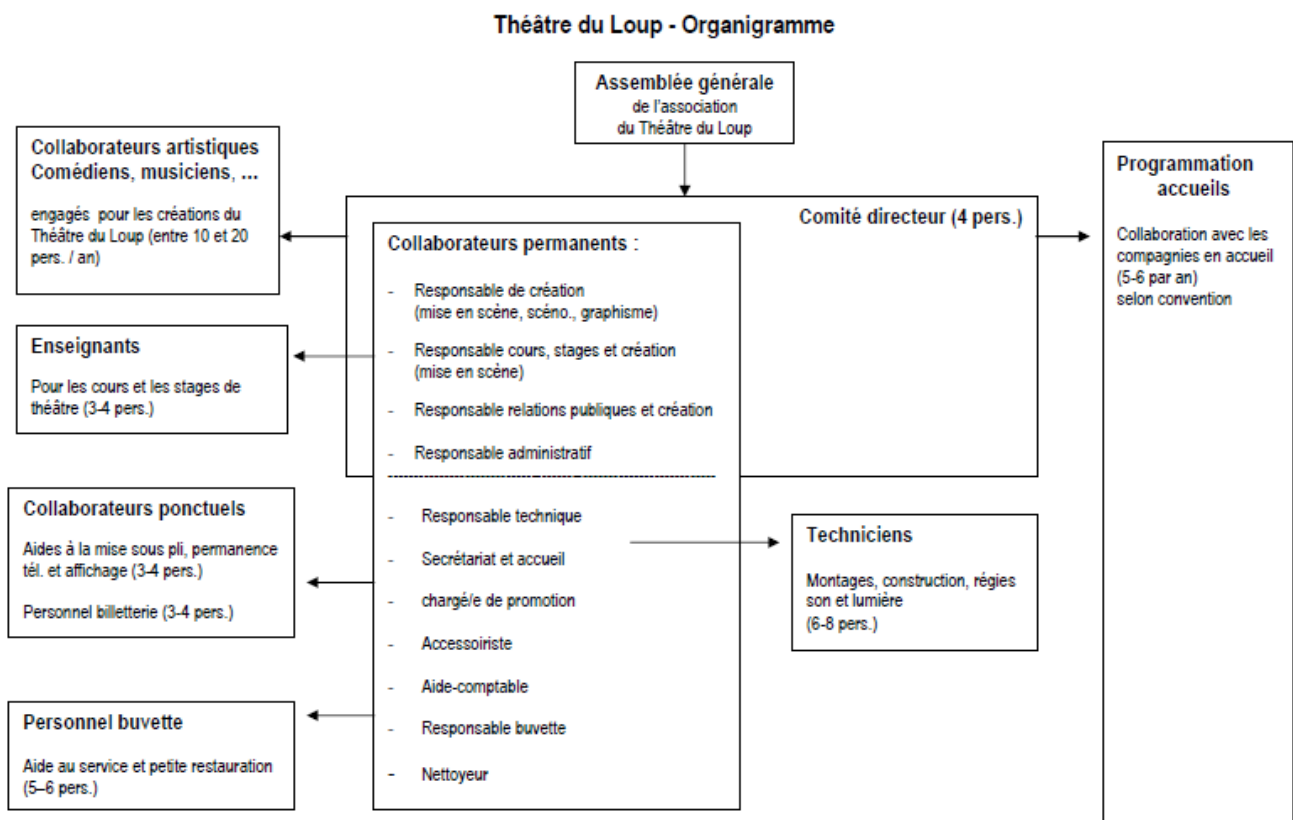 Théâtre du Loup - Organigramme
Assemblée générale
de l'association
du Théâtre du Loup
Collaborateurs artistiques
Comédiens, musiciens, ...
engagés pour les créations du
Théâtre du Loup (entre 10 et 20
pers. / an)
Enseignants
Pour les cours et les stages de
théâtre (3-4 pers.)
Collaborateurs ponctuels
Aides à la mise sous pli, permanence
tél. et affichage (3-4 pers.)
Personnel billetterie (3-4 pers.)
Personnel buvette
Aide au service et petite restauration
(5–6 pers.)
Comité directeur (4 pers.)
Collaborateurs permanents :
- Responsable de création
(mise en scène, scéno., graphisme)
- Responsable cours, stages et création
(mise en scène)
- Responsable relations publiques et création
- Responsable administratif
- Responsable technique
- Secrétariat et accueil
- chargé/e de promotion
- Accessoiriste
- Aide-comptable
- Responsable buvette
- Nettoyeur
Techniciens
Montages, construction, régies
son et lumière
(6-8 pers.)
Programmation
accueils
Collaboration avec les
compagnies en accueil
(5-6 par an)
selon convention